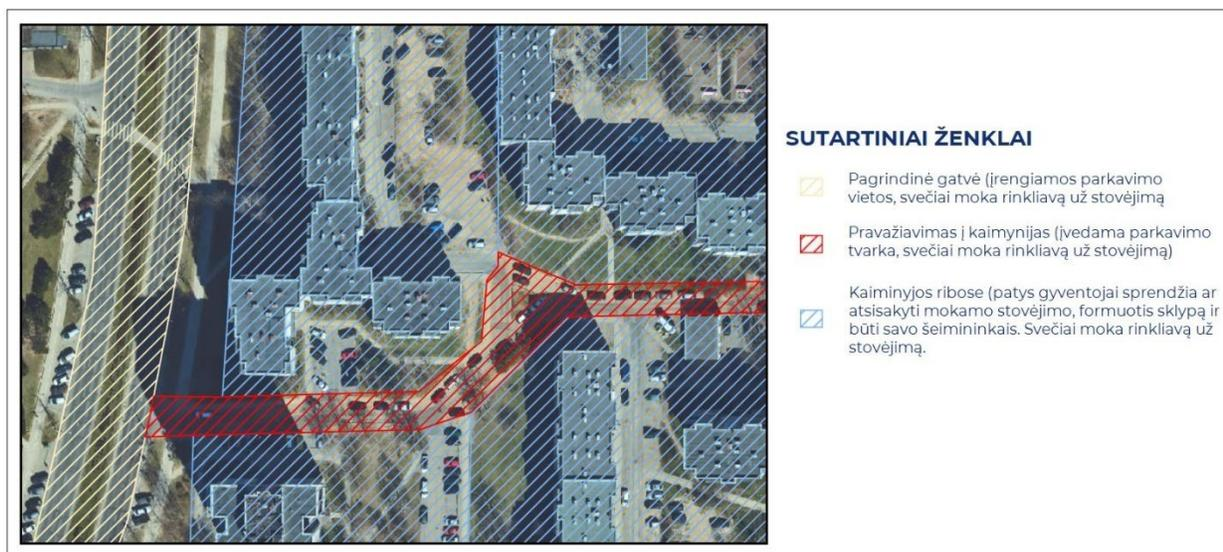 SUTARTINIAI ŽENKLAI
Pagrindinė gatvė (įrengiamos parkavimo
vietos, svečiai moka rinkliavą už stovėjimą
Pravažiavimas į kaimynijas (įvedama parkavimo
tvarka, svečiai moka rinkliavą už stovėjimą)
Kaiminyjos ribose (patys gyventojai sprendžia ar
atsisakyti mokamo stovėjimo, formuotis sklypą ir
būti savo šeimininkais. Svečiai moka rinkliavą už
stovėjimą.